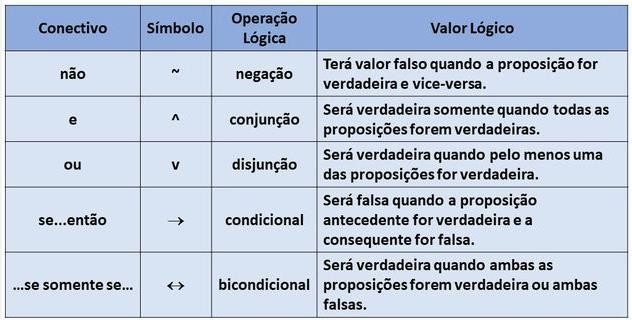 Conectivo Símbolo Operação Lógica Valor Lógico
não ~ negação Terá valor falso quando a proposição for
verdadeira e vice-versa.
e ^ conjunção Será verdadeira somente quando todas as
proposições forem verdadeiras.
ou v disjunção Será verdadeira quando pelo menos uma
das proposições for verdadeira.
se...então → condicional Será falsa quando a proposição
antecedente for verdadeira e a
consequente for falsa.
...se somente se... ↔ bicondicional Será verdadeira quando ambas as
proposições forem verdadeira ou ambas
falsas.